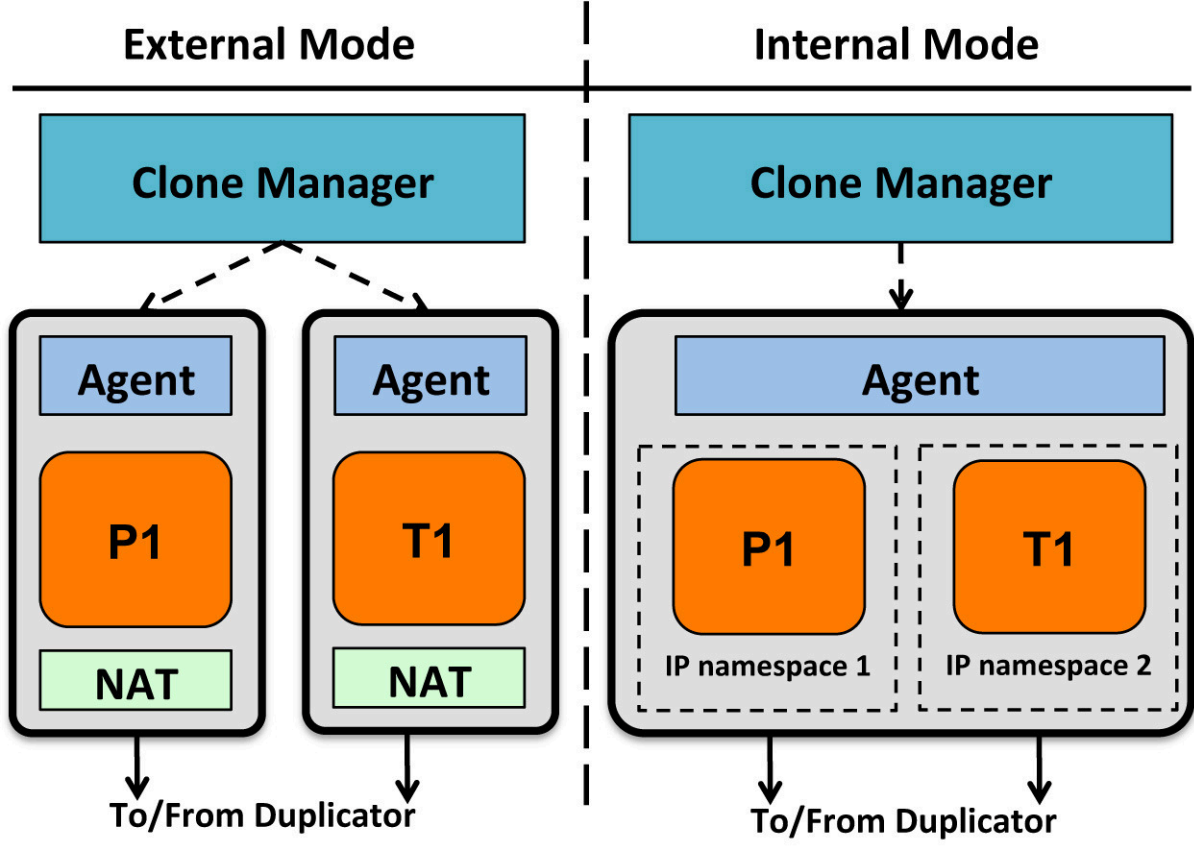 External Mode
Internal Mode
Clone Manager
Clone Manager
Agent
Agent
Agent
P1
T1
P1
T1
IP namespace 1
IP namespace 2
NAT
NAT
To/From Duplicator
To/From Duplicator